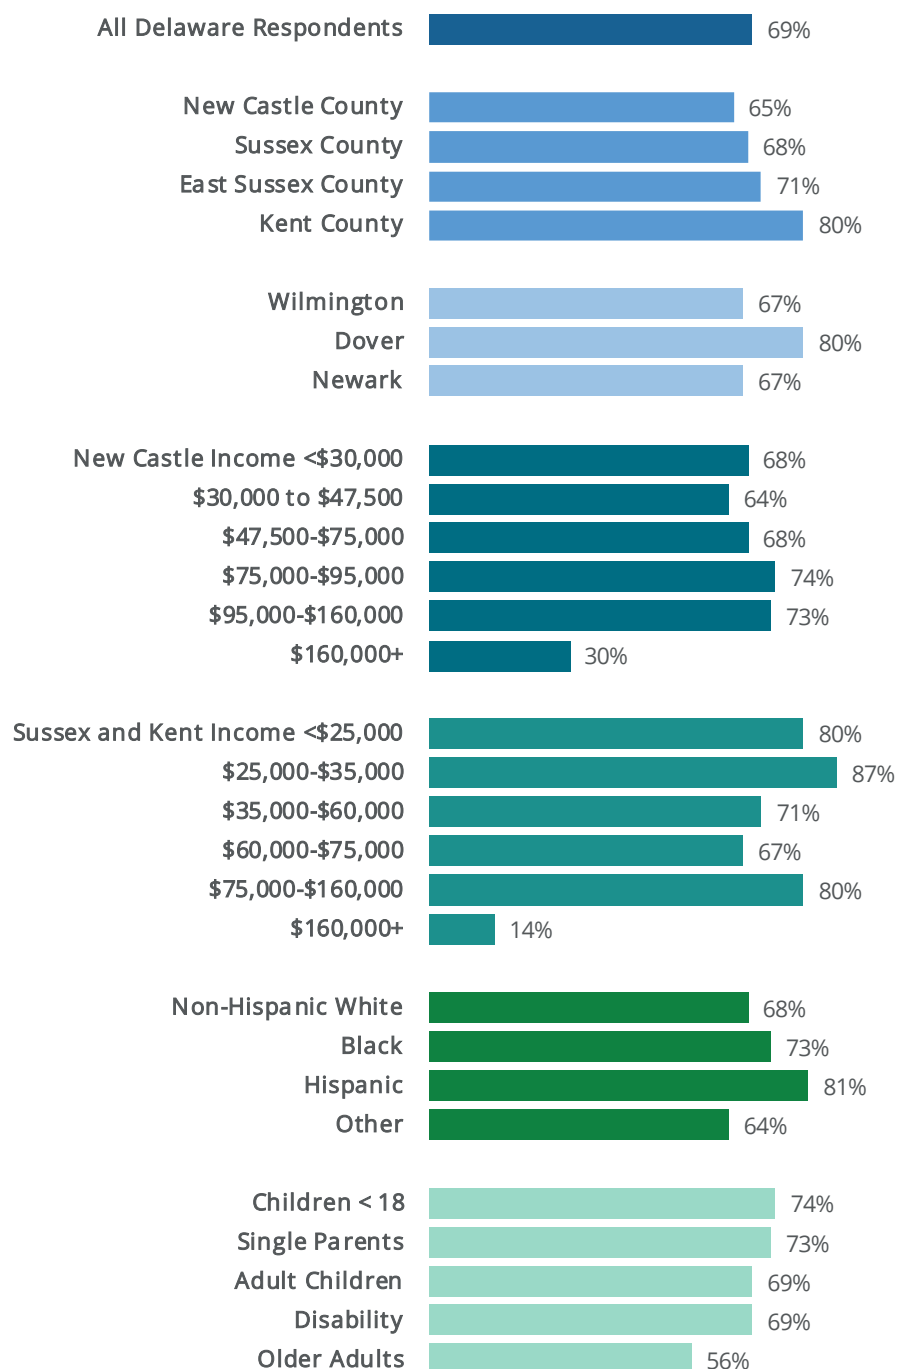 All Delaware Respondents 69%
New Castle County 65%
Sussex County 68%
East Sussex County 71%
Kent County 80%
Wilmington 67%
Dover 80%
Newark 67%
New Castle Income <$30,000 68%
$30,000 to $47,500 64%
$47,500-$75,000 68%
$75,000-$95,000 74%
$95,000-$160,000 73%
$160,000+ 30%
Sussex and Kent Income <$25,000 80%
$25,000-$35,000 87%
$35,000-$60,000 71%
$60,000-$75,000 67%
$75,000-$160,000 80%
$160,000+ 14%
Non-Hispanic White 68%
Black 73%
Hispanic 81%
Other 64%
Children < 18 74%
Single Parents 73%
Adult Children 69%
Disability 69%
Older Adults 56%